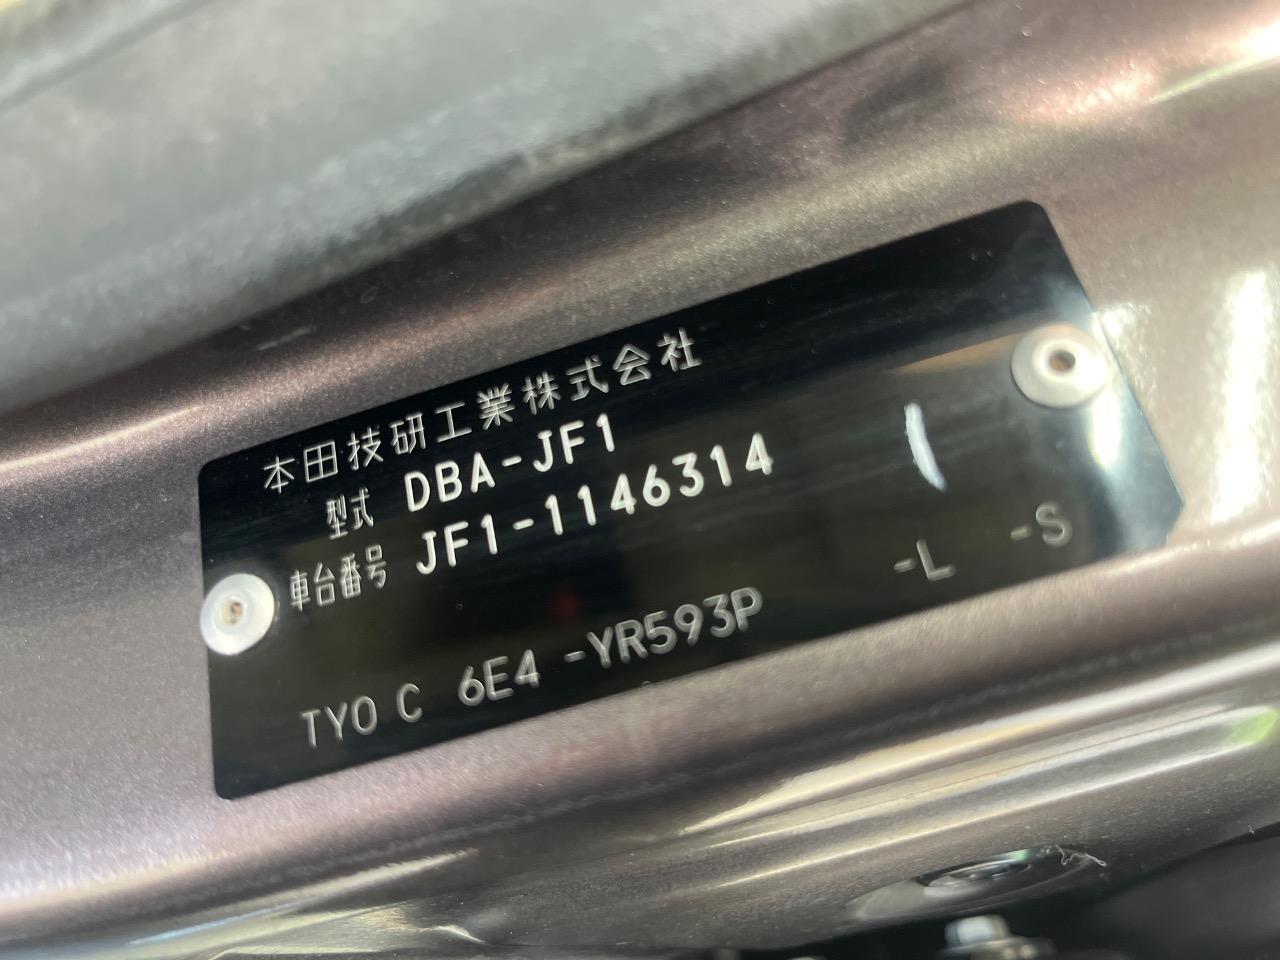 本田技研工業株式会社
型式 DBA-JF1
車台番号 JF1-1146314
TYO C 6E4 -YR593P -L -S